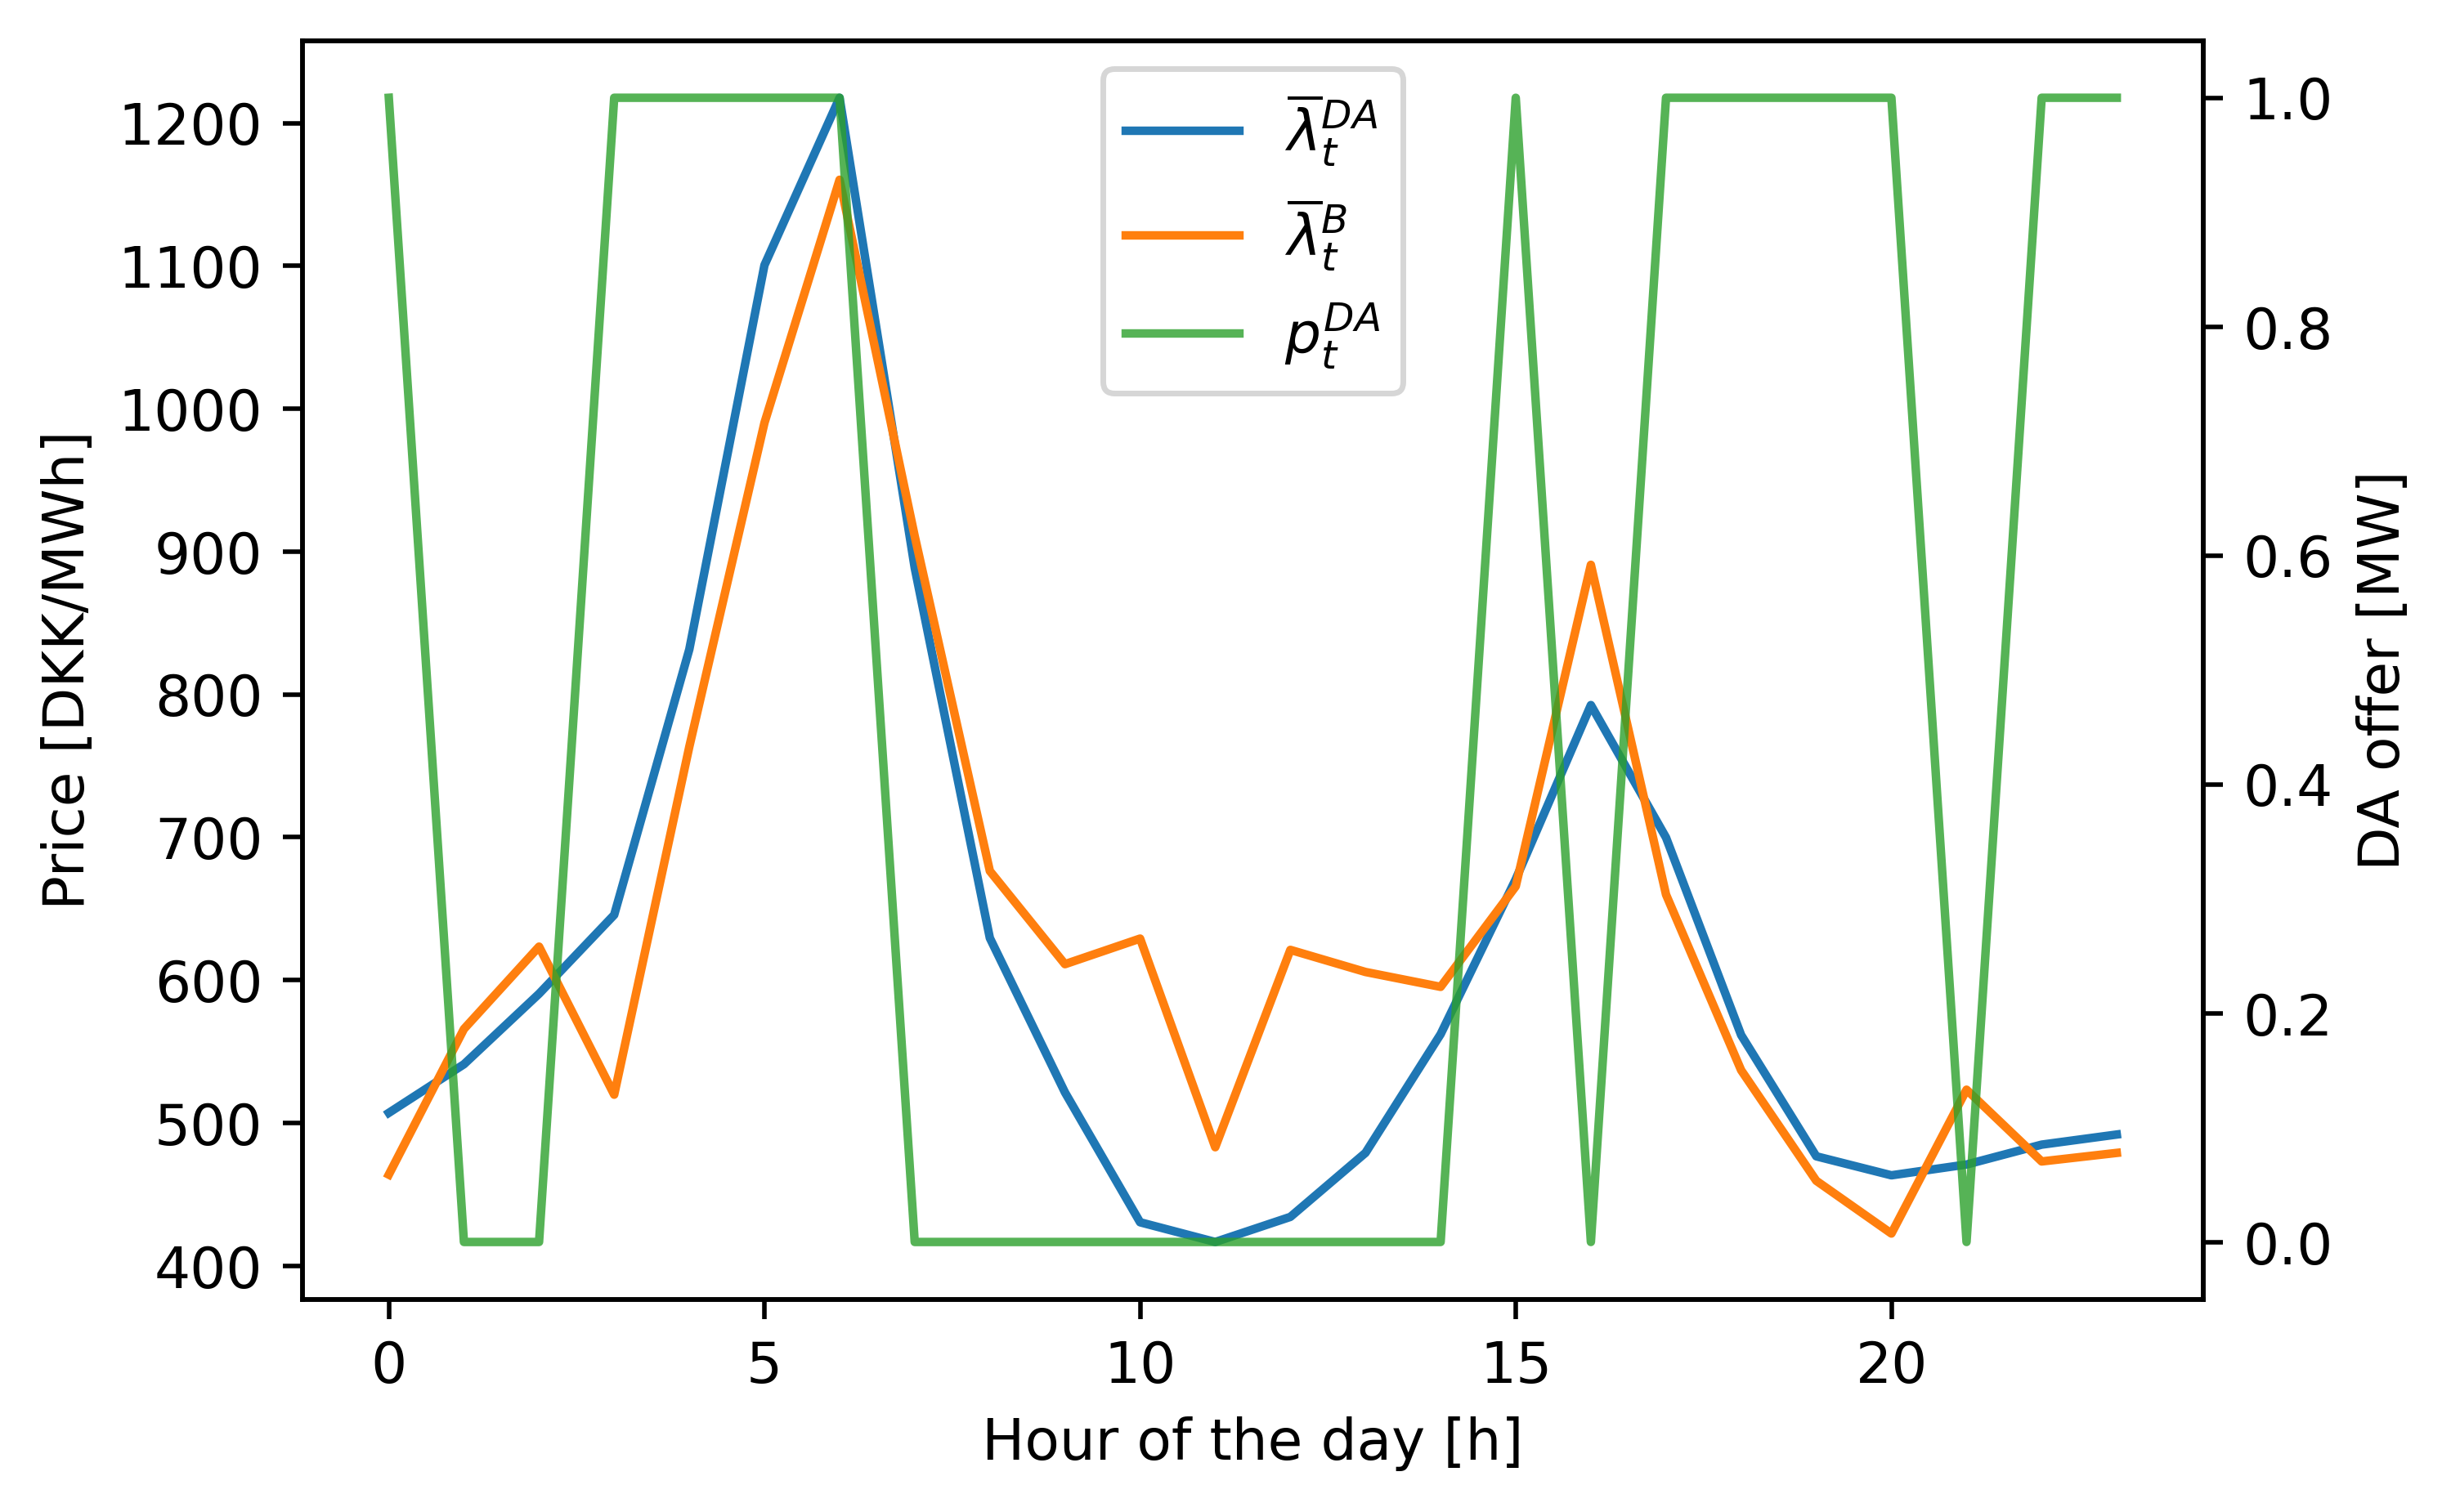 1200
1100
1000
900
800
700
600
500
400
Price [DKK/MWh]
λ̅_t^{DA}
λ̅_t^{B}
p_t^{DA}
1.0
0.8
0.6
0.4
0.2
0.0
DA offer [MW]
0 5 10 15 20
Hour of the day [h]